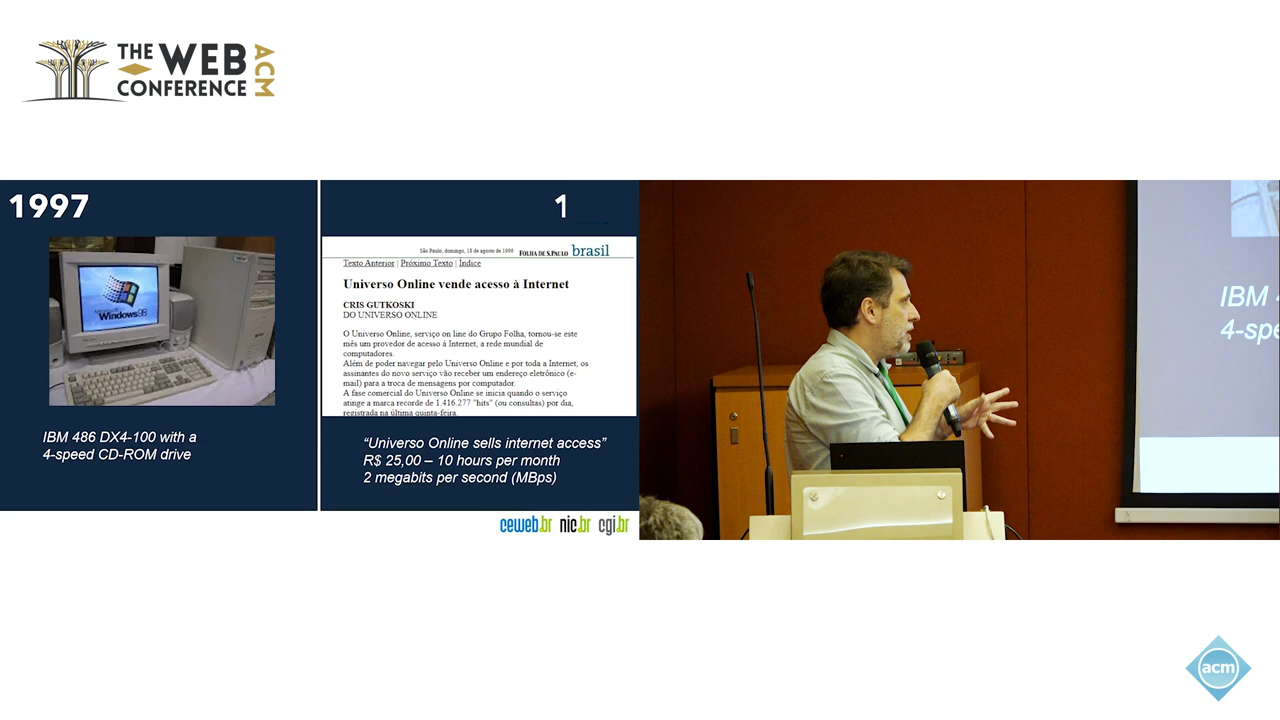 THE WEB
CONFERENCE
ACM
1997
1
Windows98
IBM 486 DX4-100 with a
4-speed CD-ROM drive
São Paulo, domingo, 18 de agosto de 1996 FOLHA DE S.PAULO brasil
Texto Anterior | Próximo Texto | Índice
Universo Online vende acesso à Internet
CRIS GUTKOSKI
DO UNIVERSO ONLINE
O Universo Online, serviço on line do Grupo Folha, tornou-se este
mês um provedor de acesso à Internet, a rede mundial de
computadores.
Além de poder navegar pelo Universo Online e por toda a Internet, os
assinantes do novo serviço vão receber um endereço eletrônico (e-
mail) para a troca de mensagens por computador.
A fase comercial do Universo Online se inicia quando o serviço
atinge a marca recorde de 1.416.277 "hits" (ou consultas) por dia,
registrada na última quinta-feira.
“Universo Online sells internet access”
R$ 25,00 – 10 hours per month
2 megabits per second (MBps)
ceweb.br nic.br cgi.br
IBM 4
4-spe
acm